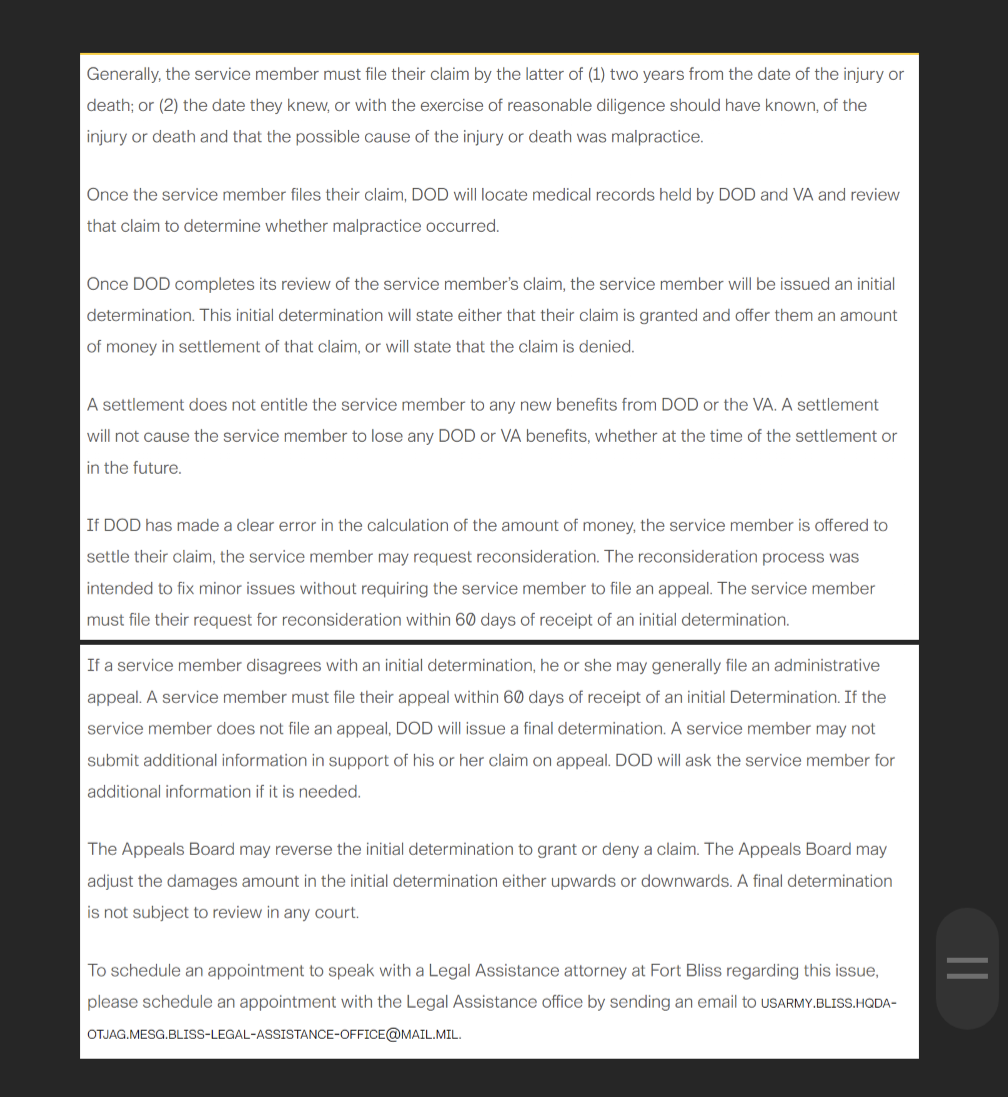 Generally, the service member must file their claim by the latter of (1) two years from the date of the injury or
death; or (2) the date they knew, or with the exercise of reasonable diligence should have known, of the
injury or death and that the possible cause of the injury or death was malpractice.
Once the service member files their claim, DOD will locate medical records held by DOD and VA and review
that claim to determine whether malpractice occurred.
Once DOD completes its review of the service member's claim, the service member will be issued an initial
determination. This initial determination will state either that their claim is granted and offer them an amount
of money in settlement of that claim, or will state that the claim is denied.
A settlement does not entitle the service member to any new benefits from DOD or the VA. A settlement
will not cause the service member to lose any DOD or VA benefits, whether at the time of the settlement or
in the future.
If DOD has made a clear error in the calculation of the amount of money, the service member is offered to
settle their claim, the service member may request reconsideration. The reconsideration process was
intended to fix minor issues without requiring the service member to file an appeal. The service member
must file their request for reconsideration within 60 days of receipt of an initial determination.
If a service member disagrees with an initial determination, he or she may generally file an administrative
appeal. A service member must file their appeal within 60 days of receipt of an initial Determination. If the
service member does not file an appeal, DOD will issue a final determination. A service member may not
submit additional information in support of his or her claim on appeal. DOD will ask the service member for
additional information if it is needed.
The Appeals Board may reverse the initial determination to grant or deny a claim. The Appeals Board may
adjust the damages amount in the initial determination either upwards or downwards. A final determination
is not subject to review in any court.
To schedule an appointment to speak with a Legal Assistance attorney at Fort Bliss regarding this issue,
please schedule an appointment with the Legal Assistance office by sending an email to USARMY.BLISS.HQDA-
OTJAG.MESG.BLISS-LEGAL-ASSISTANCE-OFFICE@MAIL.MIL.